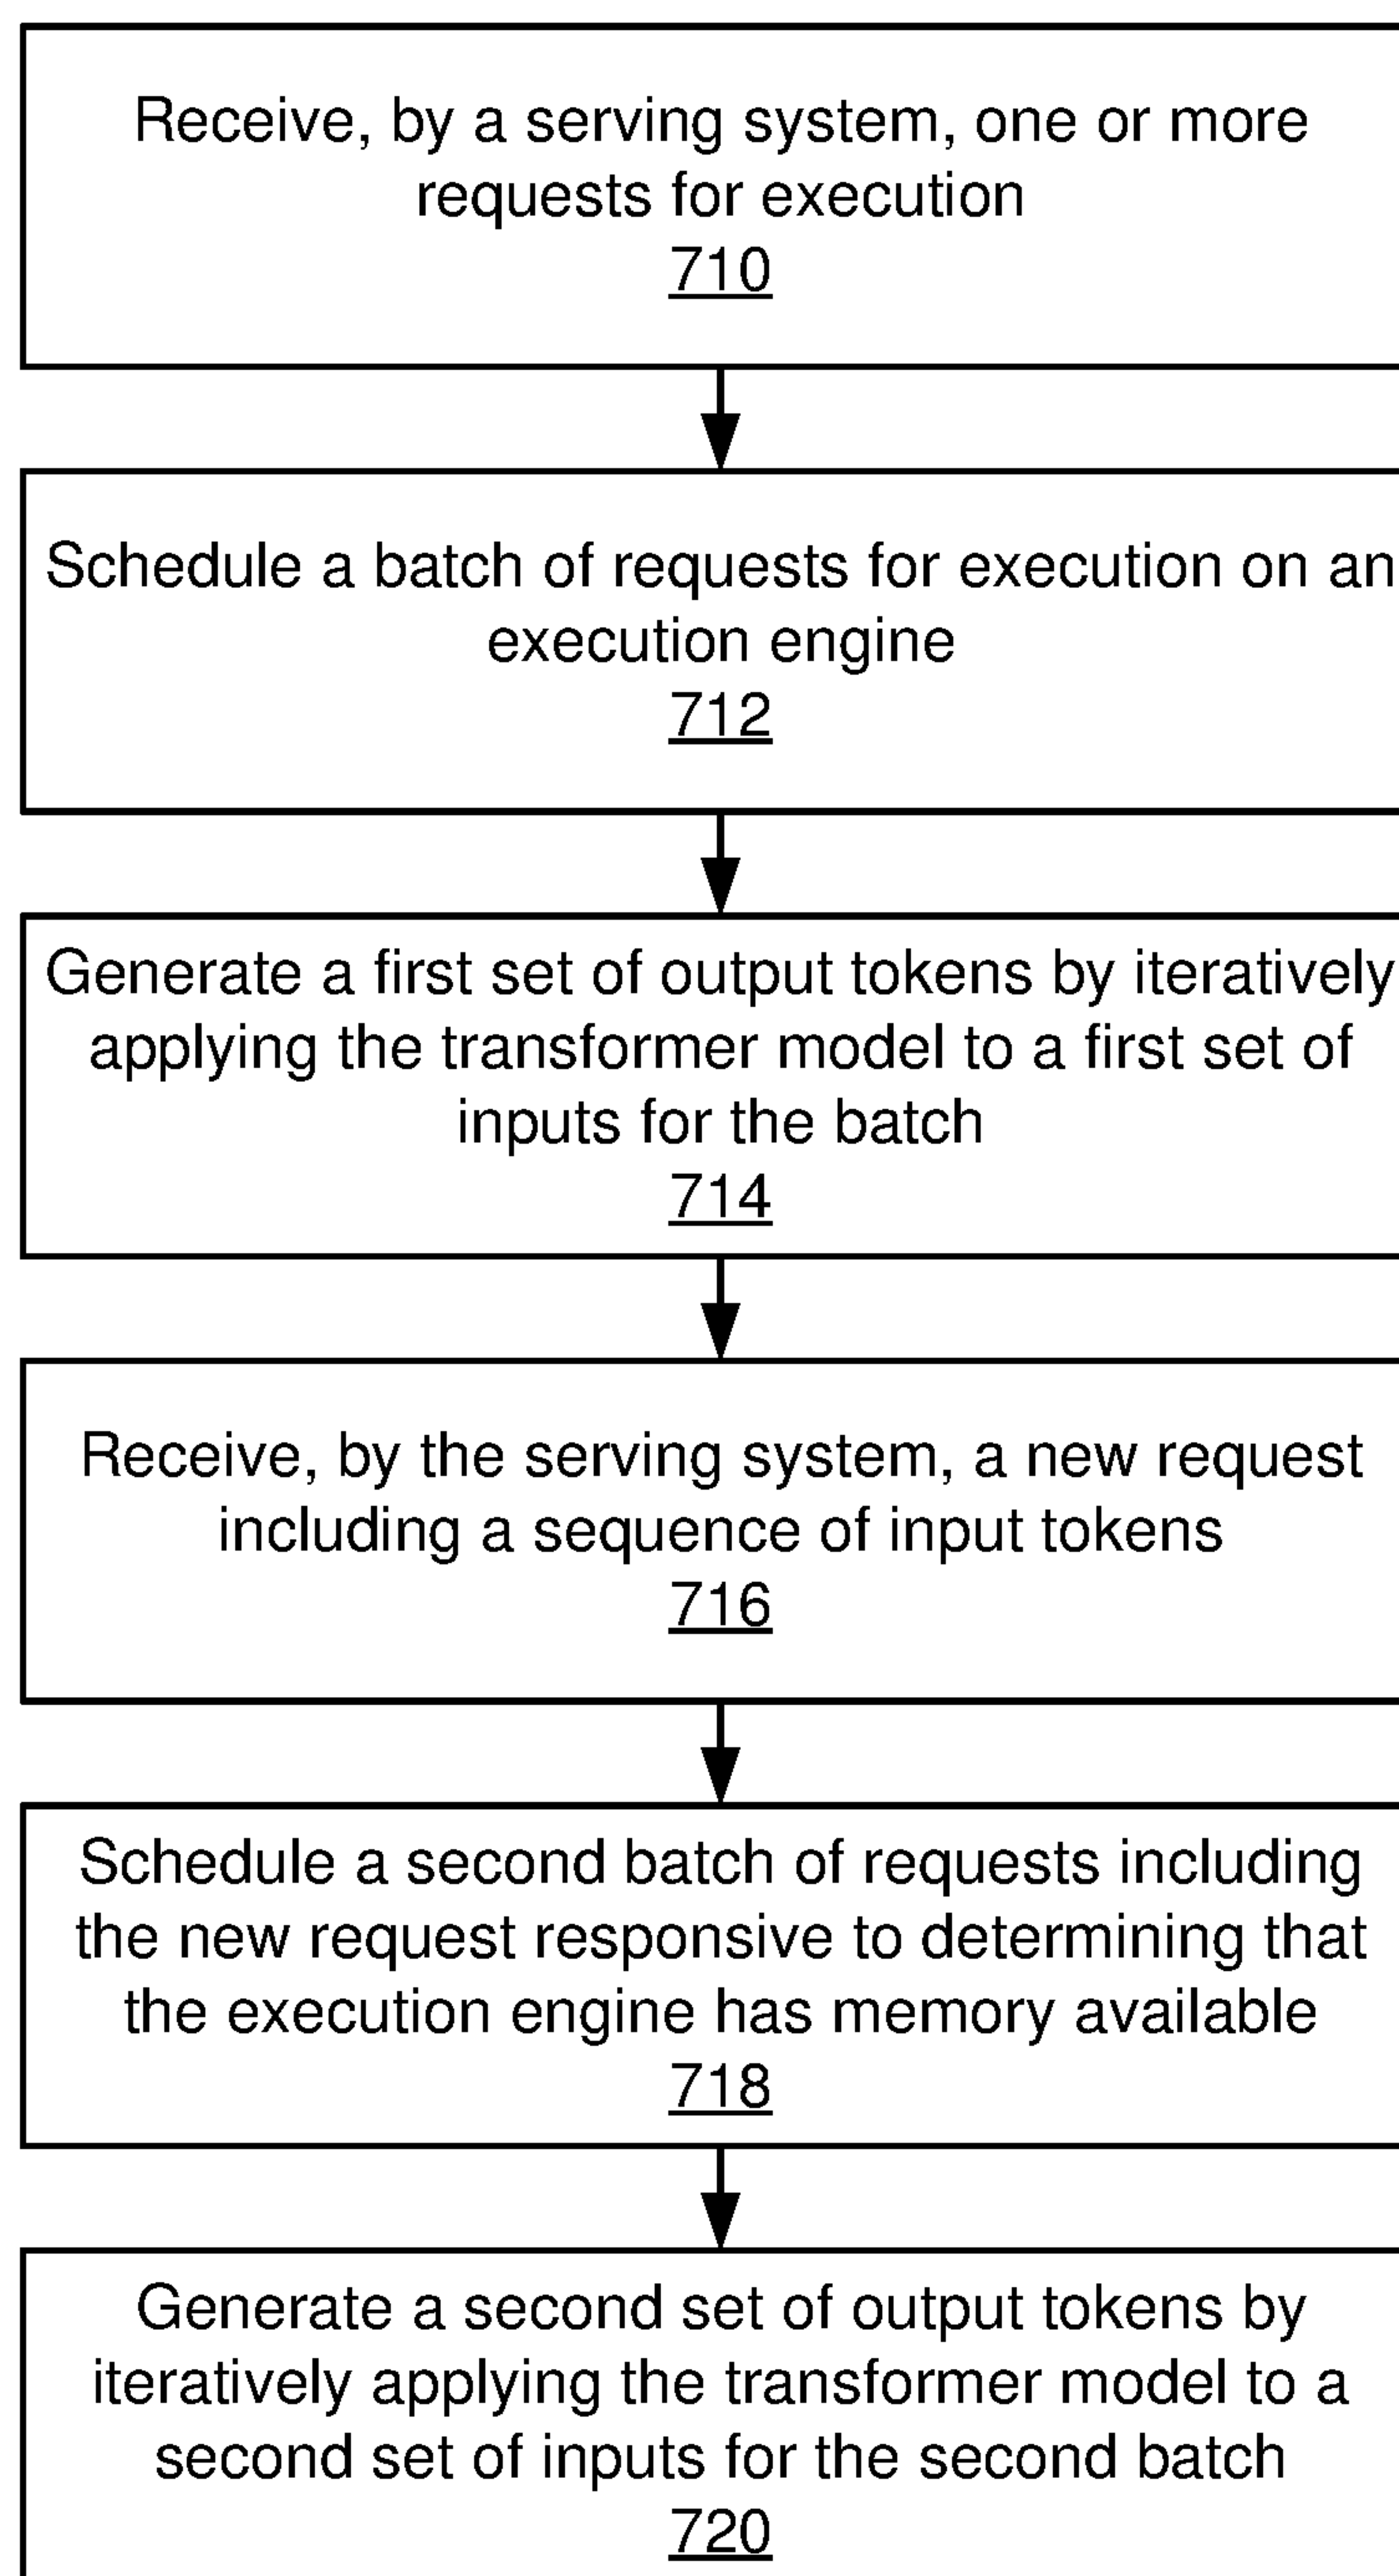 Receive, by a serving system, one or more
requests for execution
710
Schedule a batch of requests for execution on an
execution engine
712
Generate a first set of output tokens by iteratively
applying the transformer model to a first set of
inputs for the batch
714
Receive, by the serving system, a new request
including a sequence of input tokens
716
Schedule a second batch of requests including
the new request responsive to determining that
the execution engine has memory available
718
Generate a second set of output tokens by
iteratively applying the transformer model to a
second set of inputs for the second batch
720